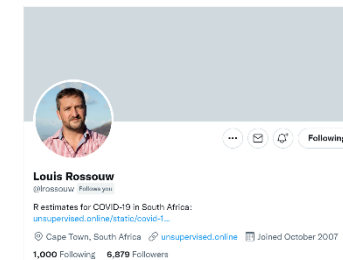 Following
Louis Rossouw
@lrossouw Follows you
R estimates for COVID-19 in South Africa:
unsupervised.online/static/covid-1...
Cape Town, South Africa unsupervised.online Joined October 2007
1,000 Following 6,879 Followers